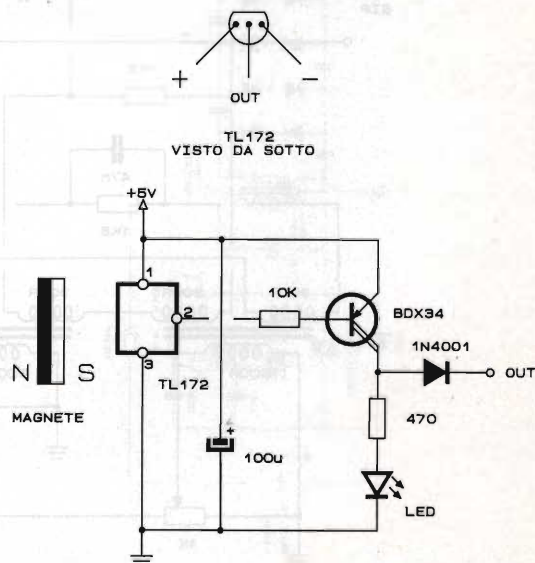 +
-
OUT
TL172
VISTO DA SOTTO
+5V
1
10K
2
BDX34
1N4001
OUT
3
TL172
N S
MAGNETE
470
+
100u
LED